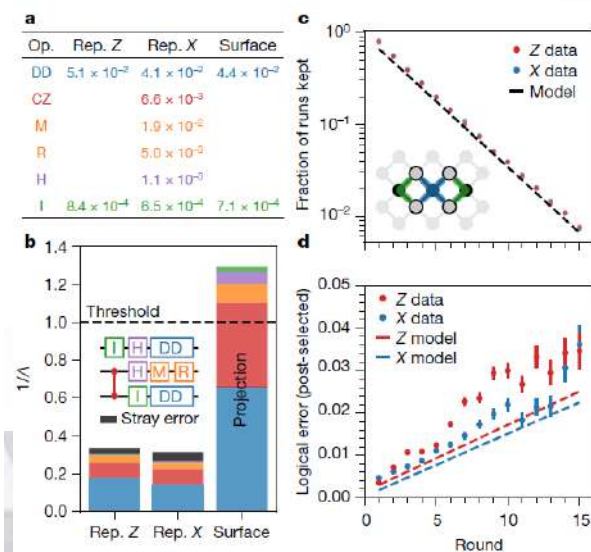 a
Op. Rep. Z Rep. X Surface
DD 5.1 × 10⁻² 4.1 × 10⁻² 4.4 × 10⁻²
CZ 6.6 × 10⁻³
M 1.9 × 10⁻²
R 5.0 × 10⁻³
H 1.1 × 10⁻³
I 8.4 × 10⁻⁴ 6.5 × 10⁻⁴ 7.1 × 10⁻⁴
b
1/Λ
1.4
1.2
1.0
0.8
0.6
0.4
0.2
0.0
Threshold
I H DD
H M R
I DD
Stray error
Projection
Rep. Z Rep. X Surface
c
Fraction of runs kept
10⁰
10⁻¹
10⁻²
Z data
X data
Model
d
Logical error (post-selected)
0.05
0.04
0.03
0.02
0.01
0.00
Z data
X data
Z model
X model
0 5 10 15
Round